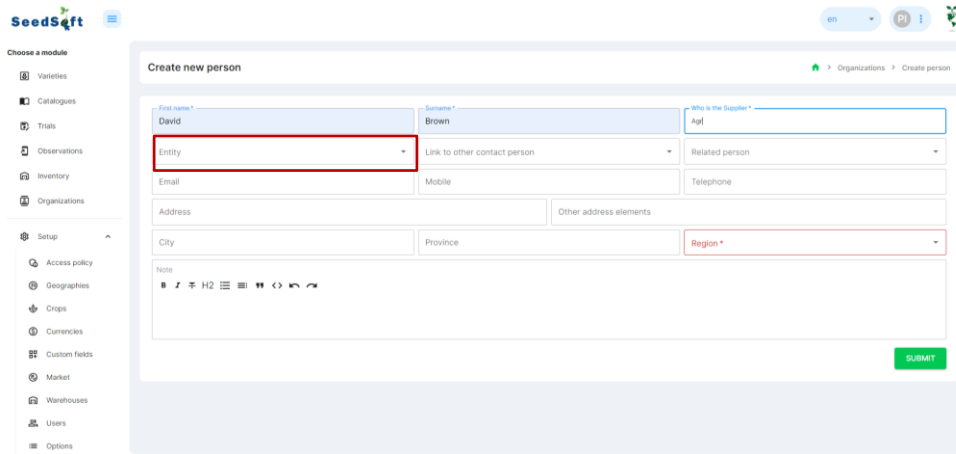 SeedSoft
en
PI
Choose a module
Varieties
Catalogues
Trials
Observations
Inventory
Organizations
Setup
Access policy
Geographies
Crops
Currencies
Custom fields
Market
Warehouses
Users
Options
Create new person
Organizations > Create person
First name *
David
Surname *
Brown
Who is the Supplier *
Agr
Entity
Link to other contact person
Related person
Email
Mobile
Telephone
Address
Other address elements
City
Province
Region *
Note
B I T H2 <>
SUBMIT